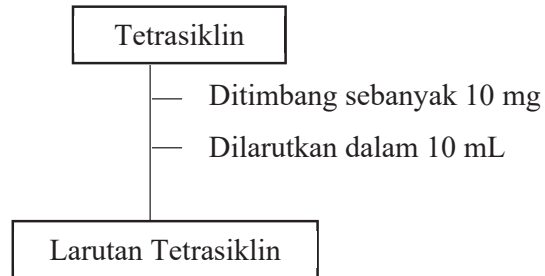 Tetrasiklin
Ditimbang sebanyak 10 mg
Dilarutkan dalam 10 mL
Larutan Tetrasiklin